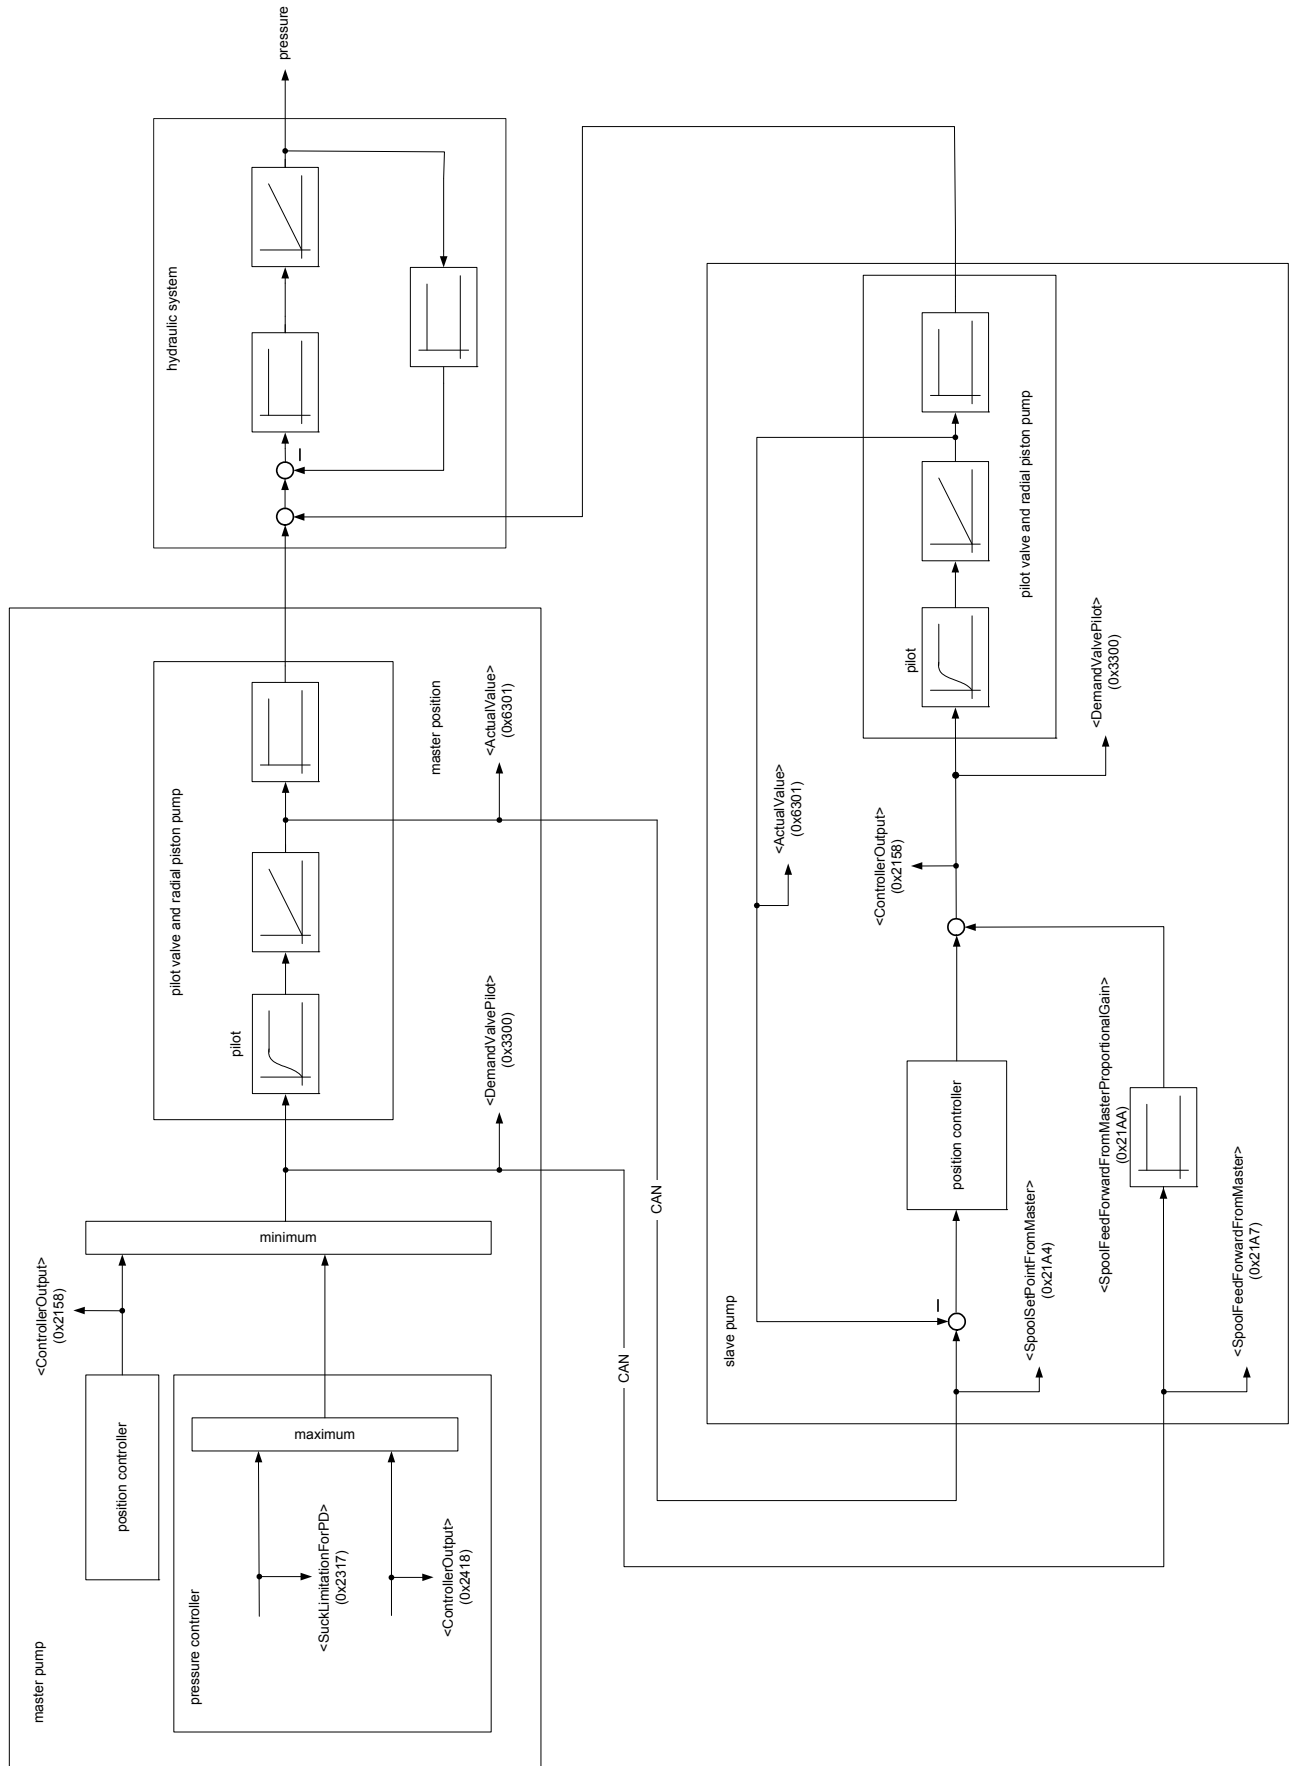 master pump
position controller
<ControllerOutput>
(0x2158)
pressure controller
<SuckLimitationForPD>
(0x2317)
<ControllerOutput>
(0x2418)
maximum
minimum
<DemandValvePilot>
(0x3300)
pilot valve and radial piston pump
pilot
master position
<ActualValue>
(0x6301)
hydraulic system
pressure
CAN
CAN
slave pump
<SpoolSetPointFromMaster>
(0x21A4)
<SpoolFeedForwardFromMaster>
(0x21A7)
position controller
<SpoolFeedForwardFromMasterProportionalGain>
(0x21AA)
<ControllerOutput>
(0x2158)
<ActualValue>
(0x6301)
<DemandValvePilot>
(0x3300)
pilot
pilot valve and radial piston pump